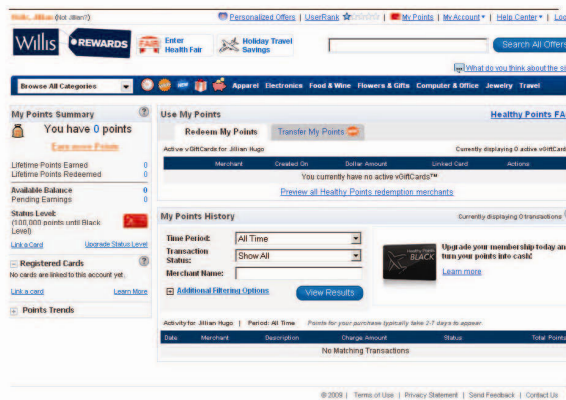 Hello, Jillian (Not Jillian?)
Personalized Offers | UserRank | My Points | My Account | Help Center | Lo
Willis REWARDS
FAIR Enter Health Fair
Holiday Travel Savings
Search All Offers
What do you think about the si
Browse All Categories
Apparel Electronics Food & Wine Flowers & Gifts Computer & Office Jewelry Travel
My Points Summary
You have 0 points
Earn more Points
Lifetime Points Earned 0
Lifetime Points Redeemed 0
Available Balance 0
Pending Earnings 0
Status Level:
(100,000 points until Black
Level)
Link a Card Upgrade Status Level
Registered Cards
No cards are linked to this account yet.
Link a card Learn More
Points Trends
Use My Points Healthy Points FA
Redeem My Points Transfer My Points
Active vGiftCards for Jillian Hugo Currently displaying 0 active vGiftCard
Merchant Created On Dollar Amount Linked Card Actions
You currently have no active vGiftCards™
Preview all Healthy Points redemption merchants
My Points History Currently displaying 0 transactions
Time Period: All Time
Transaction
Status: Show All
Merchant Name:
Additional Filtering Options View Results
Healthy Points
BLACK
Upgrade your membership today an
turn your points into cash!
Learn more
Activity for Jillian Hugo | Period: All Time Points for your purchase typically take 2-7 days to appear
Date Merchant Description Charge Amount Status Total Points
No Matching Transactions
© 2009 | Terms of Use | Privacy Statement | Send Feedback | Contact Us